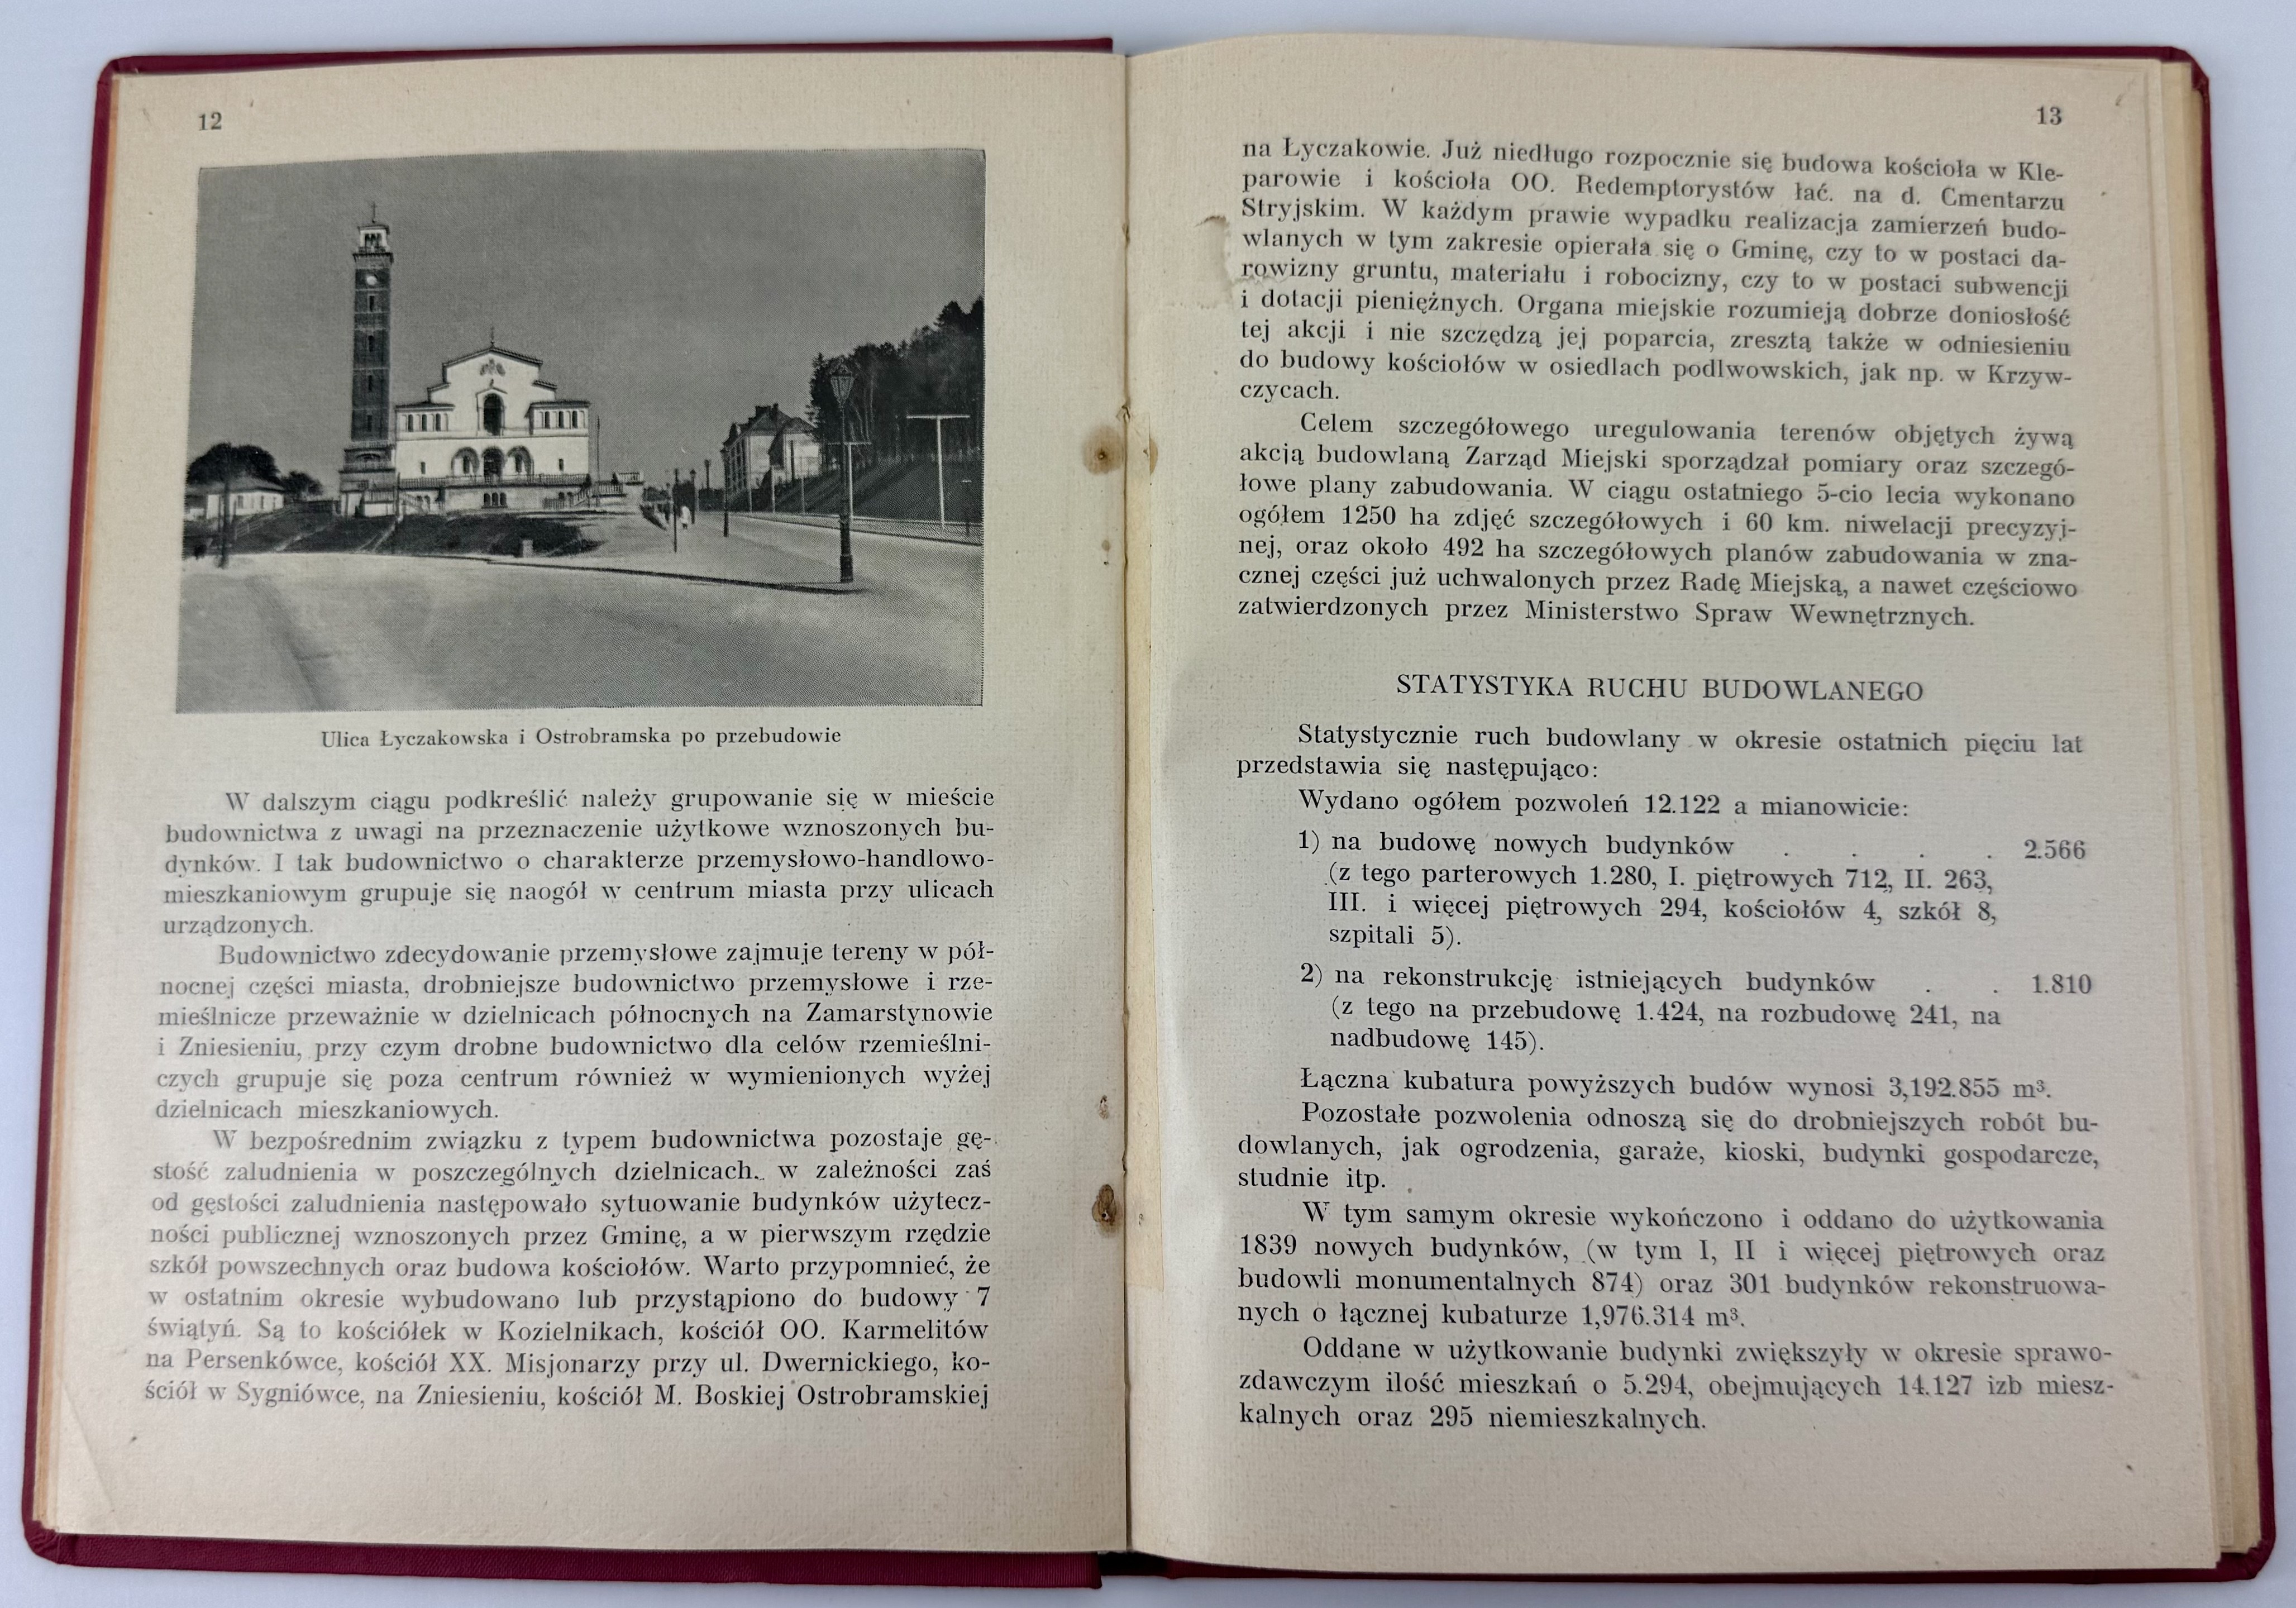 12
Ulica Łyczakowska i Ostrobramska po przebudowie
W dalszym ciągu podkreślić należy grupowanie się w mieście
budownictwa z uwagi na przeznaczenie użytkowe wznoszonych bu-
dynków. I tak budownictwo o charakterze przemysłowo-handlowo-
mieszkaniowym grupuje się naogół w centrum miasta przy ulicach
urządzonych.
Budownictwo zdecydowanie przemysłowe zajmuje tereny w pół-
nocnej części miasta, drobniejsze budownictwo przemysłowe i rze-
mieślnicze przeważnie w dzielnicach północnych na Zamarstynowie
i Zniesieniu, przy czym drobne budownictwo dla celów rzemieślni-
czych grupuje się poza centrum również w wymienionych wyżej
dzielnicach mieszkaniowych.
W bezpośrednim związku z typem budownictwa pozostaje gę-
stość zaludnienia w poszczególnych dzielnicach.. w zależności zaś
od gęstości zaludnienia następowało sytuowanie budynków użytecz-
ności publicznej wznoszonych przez Gminę, a w pierwszym rzędzie
szkół powszechnych oraz budowa kościołów. Warto przypomnieć, że
w ostatnim okresie wybudowano lub przystąpiono do budowy 7
świątyń. Są to kościółek w Kozielnikach, kościół OO. Karmelitów
na Persenkówce, kościół XX. Misjonarzy przy ul. Dwernickiego, ko-
ściół w Sygniówce, na Zniesieniu, kościół M. Boskiej Ostrobramskiej
13
na Łyczakowie. Już niedługo rozpocznie się budowa kościoła w Kle-
parowie i kościoła OO. Redemptorystów łać. na d. Cmentarzu
Stryjskim. W każdym prawie wypadku realizacja zamierzeń budo-
wlanych w tym zakresie opierała się o Gminę, czy to w postaci da-
rowizny gruntu, materiału i robocizny, czy to w postaci subwencji
i dotacji pieniężnych. Organa miejskie rozumieją dobrze doniosłość
tej akcji i nie szczędzą jej poparcia, zresztą także w odniesieniu
do budowy kościołów w osiedlach podlwowskich, jak np. w Krzyw-
czycach.
Celem szczegółowego uregulowania terenów objętych żywą
akcją budowlaną Zarząd Miejski sporządzał pomiary oraz szczegó-
łowe plany zabudowania. W ciągu ostatniego 5-cio lecia wykonano
ogółem 1250 ha zdjęć szczegółowych i 60 km. niwelacji precyzyj-
nej, oraz około 492 ha szczegółowych planów zabudowania w zna-
cznej części już uchwalonych przez Radę Miejską, a nawet częściowo
zatwierdzonych przez Ministerstwo Spraw Wewnętrznych.
STATYSTYKA RUCHU BUDOWLANEGO
Statystycznie ruch budowlany w okresie ostatnich pięciu lat
przedstawia się następująco:
Wydano ogółem pozwoleń 12.122 a mianowicie:
1) na budowę nowych budynków . . . . 2.566
(z tego parterowych 1.280, I. piętrowych 712, II. 263,
III. i więcej piętrowych 294, kościołów 4, szkół 8,
szpitali 5).
2) na rekonstrukcję istniejących budynków . . 1.810
(z tego na przebudowę 1.424, na rozbudowę 241, na
nadbudowę 145).
Łączna kubatura powyższych budów wynosi 3,192.855 m³.
Pozostałe pozwolenia odnoszą się do drobniejszych robót bu-
dowlanych, jak ogrodzenia, garaże, kioski, budynki gospodarcze,
studnie itp.
W tym samym okresie wykończono i oddano do użytkowania
1839 nowych budynków, (w tym I, II i więcej piętrowych oraz
budowli monumentalnych 874) oraz 301 budynków rekonstruowa-
nych o łącznej kubaturze 1,976.314 m³.
Oddane w użytkowanie budynki zwiększyły w okresie sprawo-
zdawczym ilość mieszkań o 5.294, obejmujących 14.127 izb miesz-
kalnych oraz 295 niemieszkalnych.